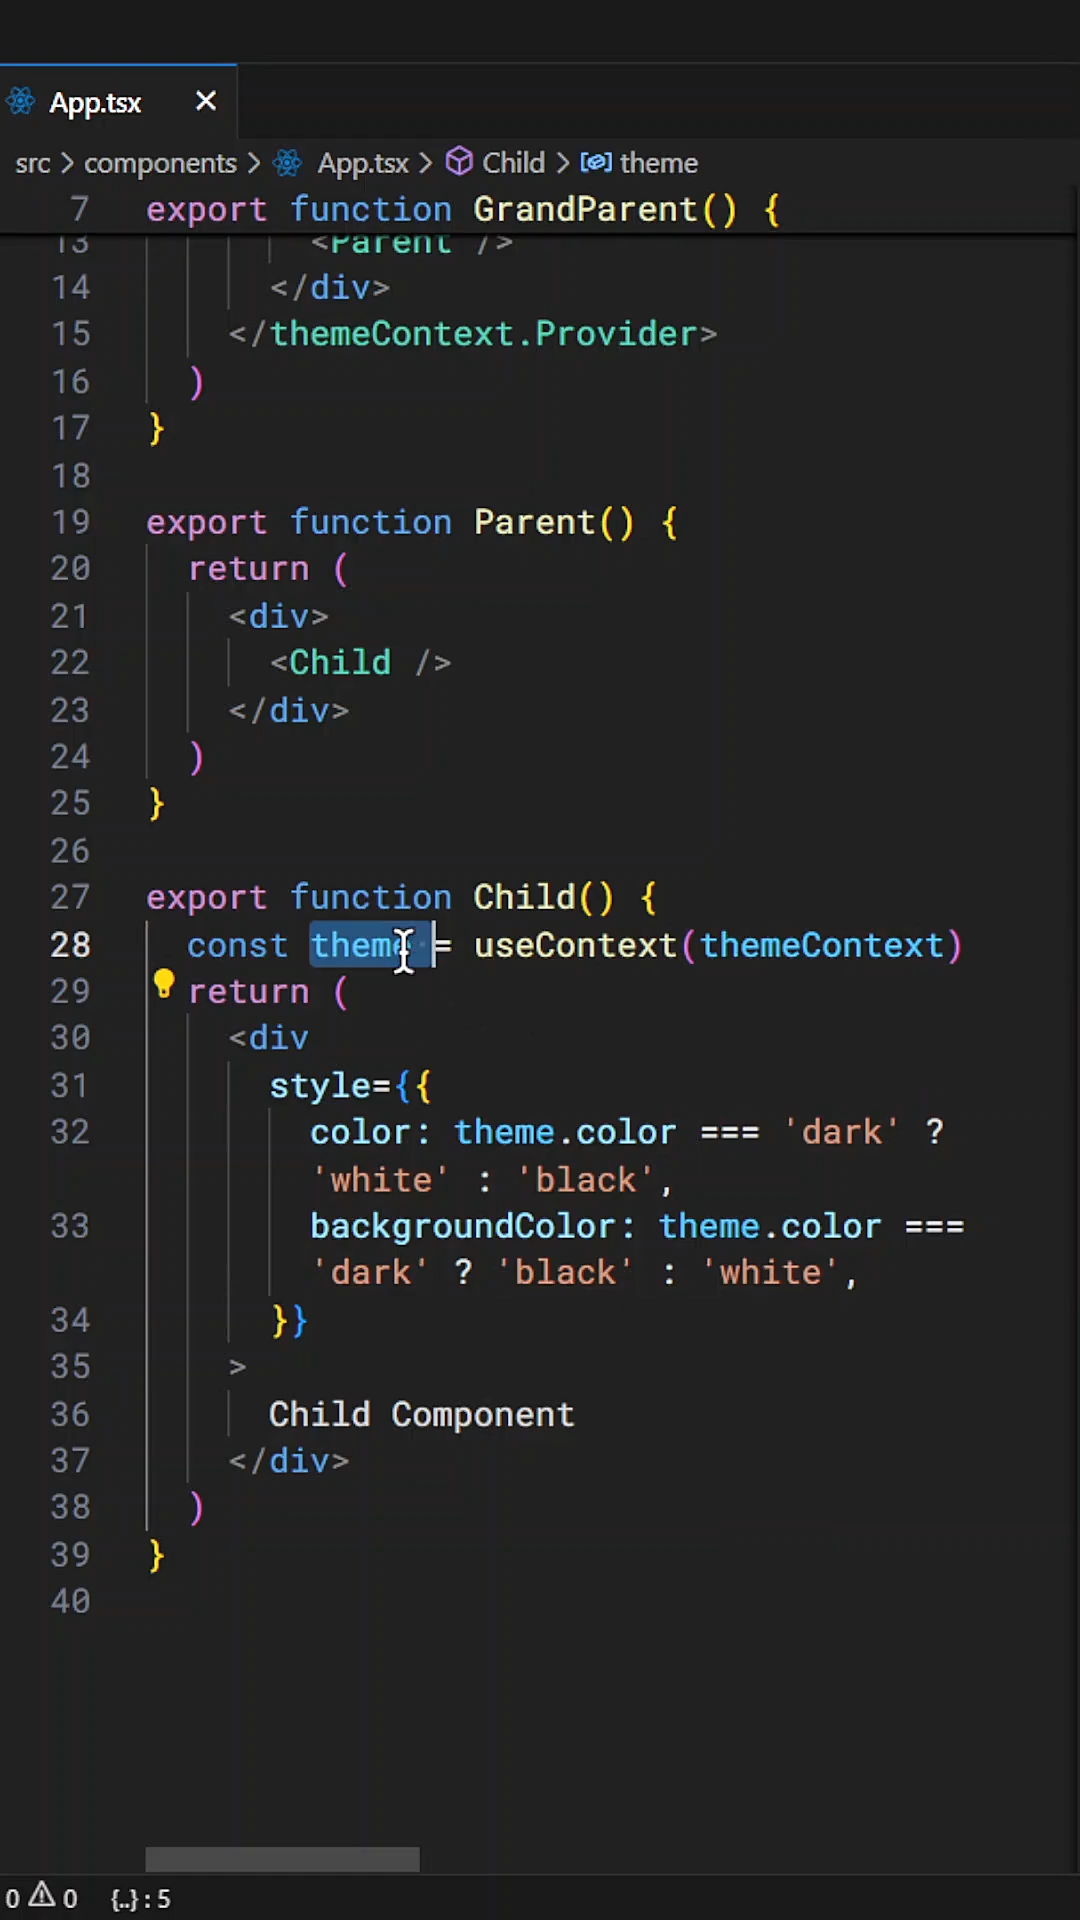 App.tsx
src > components > App.tsx > Child > theme
7 export function GrandParent() {
13 <Parent />
14 </div>
15 </themeContext.Provider>
16 )
17 }
18
19 export function Parent() {
20 return (
21 <div>
22 <Child />
23 </div>
24 )
25 }
26
27 export function Child() {
28 const theme = useContext(themeContext)
29 return (
30 <div
31 style={{
32 color: theme.color === 'dark' ?
'white' : 'black',
33 backgroundColor: theme.color ===
'dark' ? 'black' : 'white',
34 }}
35 >
36 Child Component
37 </div>
38 )
39 }
40
0 0 {..} : 5